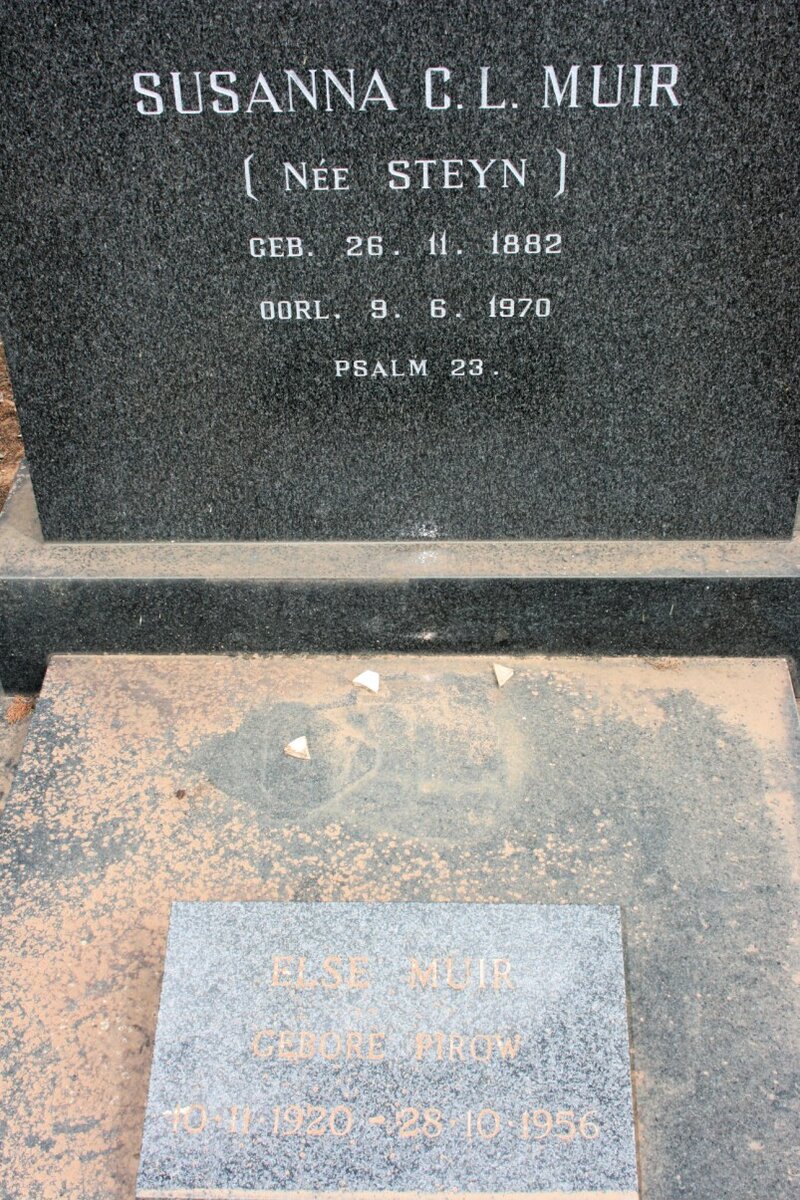 SUSANNA C. L. MUIR
( NÉE STEYN )
GEB. 26. 11. 1882
OORL. 9. 6. 1970
PSALM 23.
ELSE MUIR
GEBORE PIROW
10·11·1920 – 28·10·1956